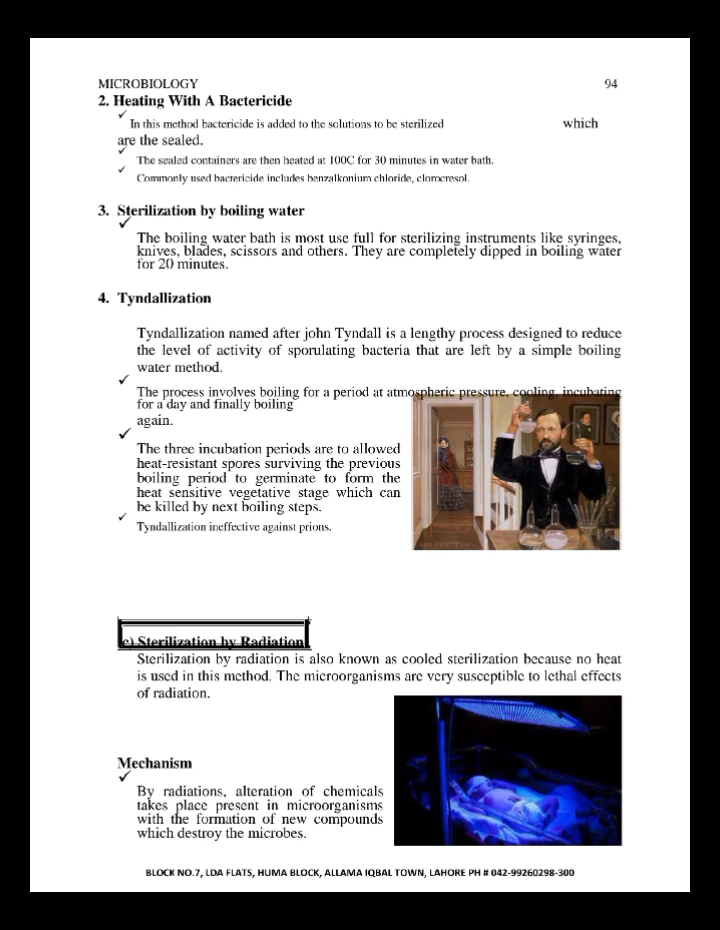 MICROBIOLOGY 94
2. Heating With A Bactericide
✓ In this method bactericide is added to the solutions to be sterilized which
are the sealed.
✓ The sealed containers are then heated at 100C for 30 minutes in water bath.
✓ Commonly used bactericide includes benzalkonium chloride, clorocresol.
3. Sterilization by boiling water
✓ The boiling water bath is most use full for sterilizing instruments like syringes,
knives, blades, scissors and others. They are completely dipped in boiling water
for 20 minutes.
4. Tyndallization
Tyndallization named after john Tyndall is a lengthy process designed to reduce
the level of activity of sporulating bacteria that are left by a simple boiling
water method.
✓ The process involves boiling for a period at atmospheric pressure, cooling, incubating
for a day and finally boiling
again.
✓ The three incubation periods are to allowed
heat-resistant spores surviving the previous
boiling period to germinate to form the
heat sensitive vegetative stage which can
be killed by next boiling steps.
✓ Tyndallization ineffective against prions.
c) Sterilization by Radiation
Sterilization by radiation is also known as cooled sterilization because no heat
is used in this method. The microorganisms are very susceptible to lethal effects
of radiation.
Mechanism
✓ By radiations, alteration of chemicals
takes place present in microorganisms
with the formation of new compounds
which destroy the microbes.
BLOCK NO.7, LDA FLATS, HUMA BLOCK, ALLAMA IQBAL TOWN, LAHORE PH # 042-99260298-300